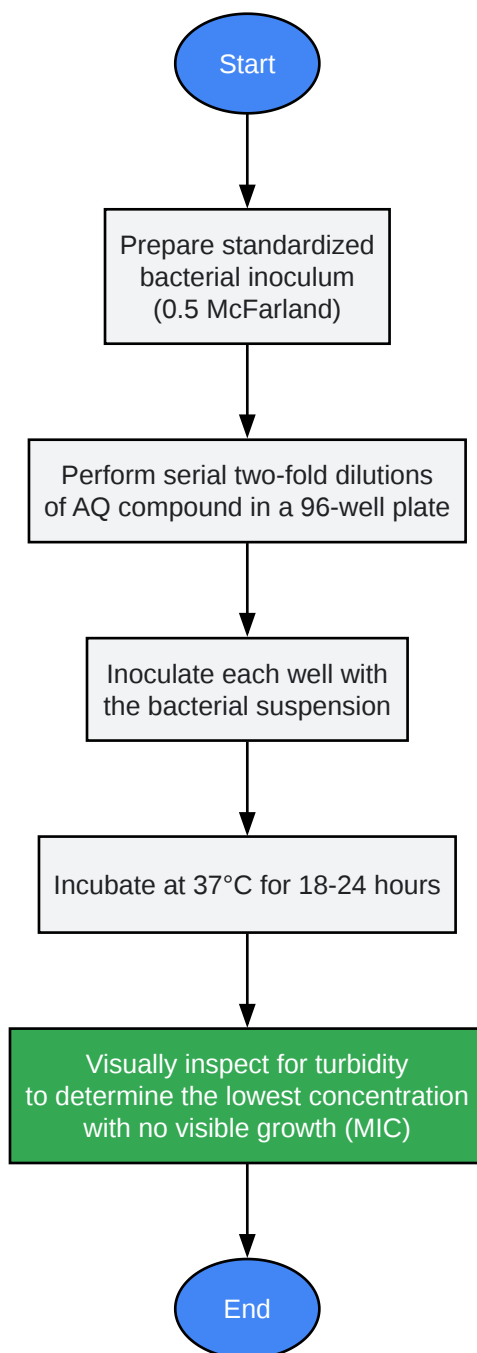 Start
Prepare standardized
bacterial inoculum
(0.5 McFarland)
Perform serial two-fold dilutions
of AQ compound in a 96-well plate
Inoculate each well with
the bacterial suspension
Incubate at 37°C for 18-24 hours
Visually inspect for turbidity
to determine the lowest concentration
with no visible growth (MIC)
End